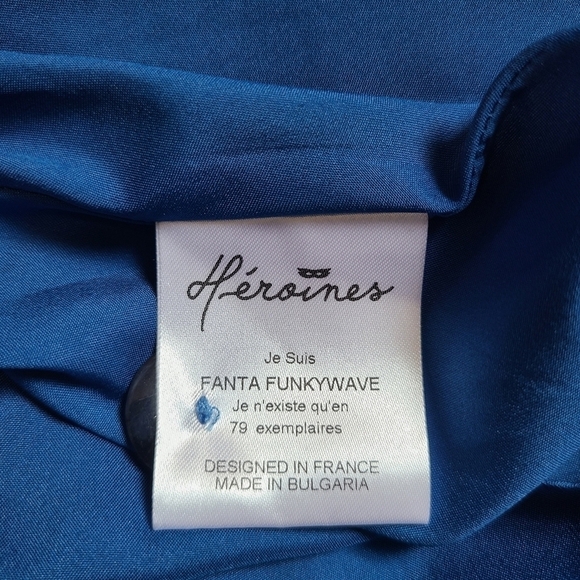 Héroïnes
Je Suis
FANTA FUNKYWAVE
Je n'existe qu'en
79 exemplaires
DESIGNED IN FRANCE
MADE IN BULGARIA